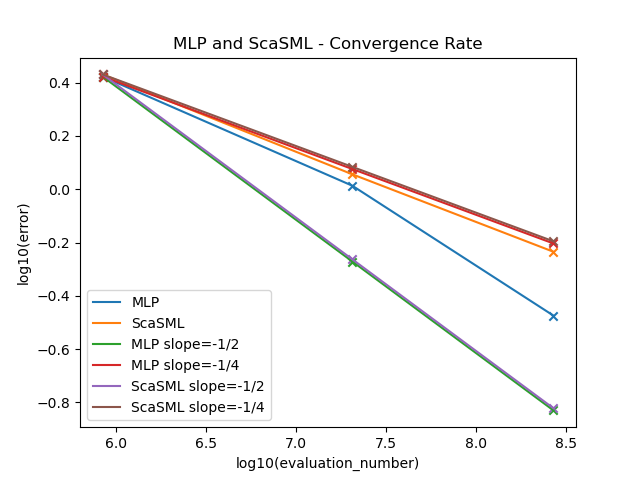 MLP and ScaSML - Convergence Rate
log10(error)
0.4
0.2
0.0
−0.2
−0.4
−0.6
−0.8
MLP
ScaSML
MLP slope=-1/2
MLP slope=-1/4
ScaSML slope=-1/2
ScaSML slope=-1/4
6.0 6.5 7.0 7.5 8.0 8.5
log10(evaluation_number)